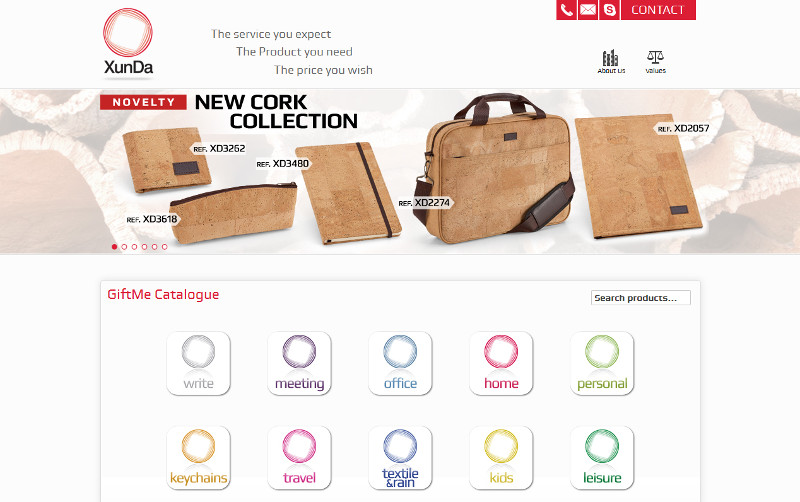 CONTACT
The service you expect
The Product you need
The price you wish
XunDa
About us
Values
NOVELTY
NEW CORK
COLLECTION
REF. XD3262
REF. XD3480
REF. XD2057
REF. XD2274
REF. XD3618
GiftMe Catalogue
Search products...
write
meeting
office
home
personal
keychains
travel
textile
&rain
kids
leisure